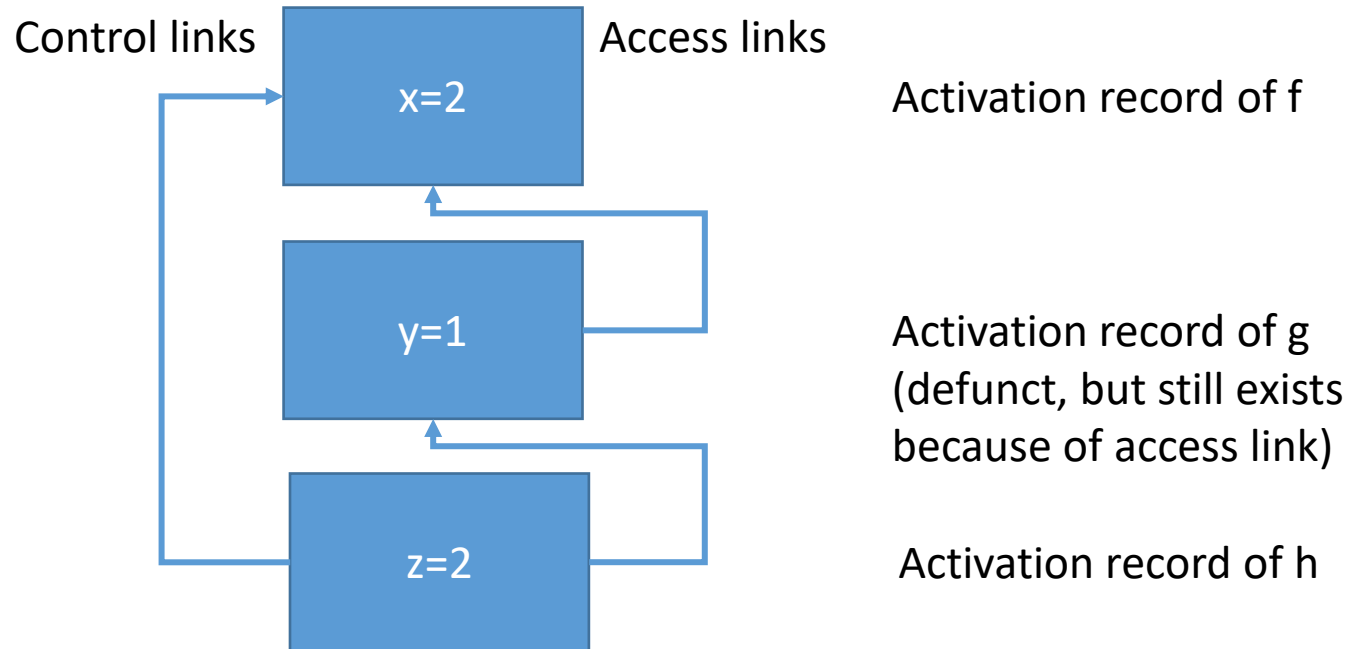 Control links
Access links
x=2
Activation record of f
y=1
Activation record of g
(defunct, but still exists
because of access link)
z=2
Activation record of h